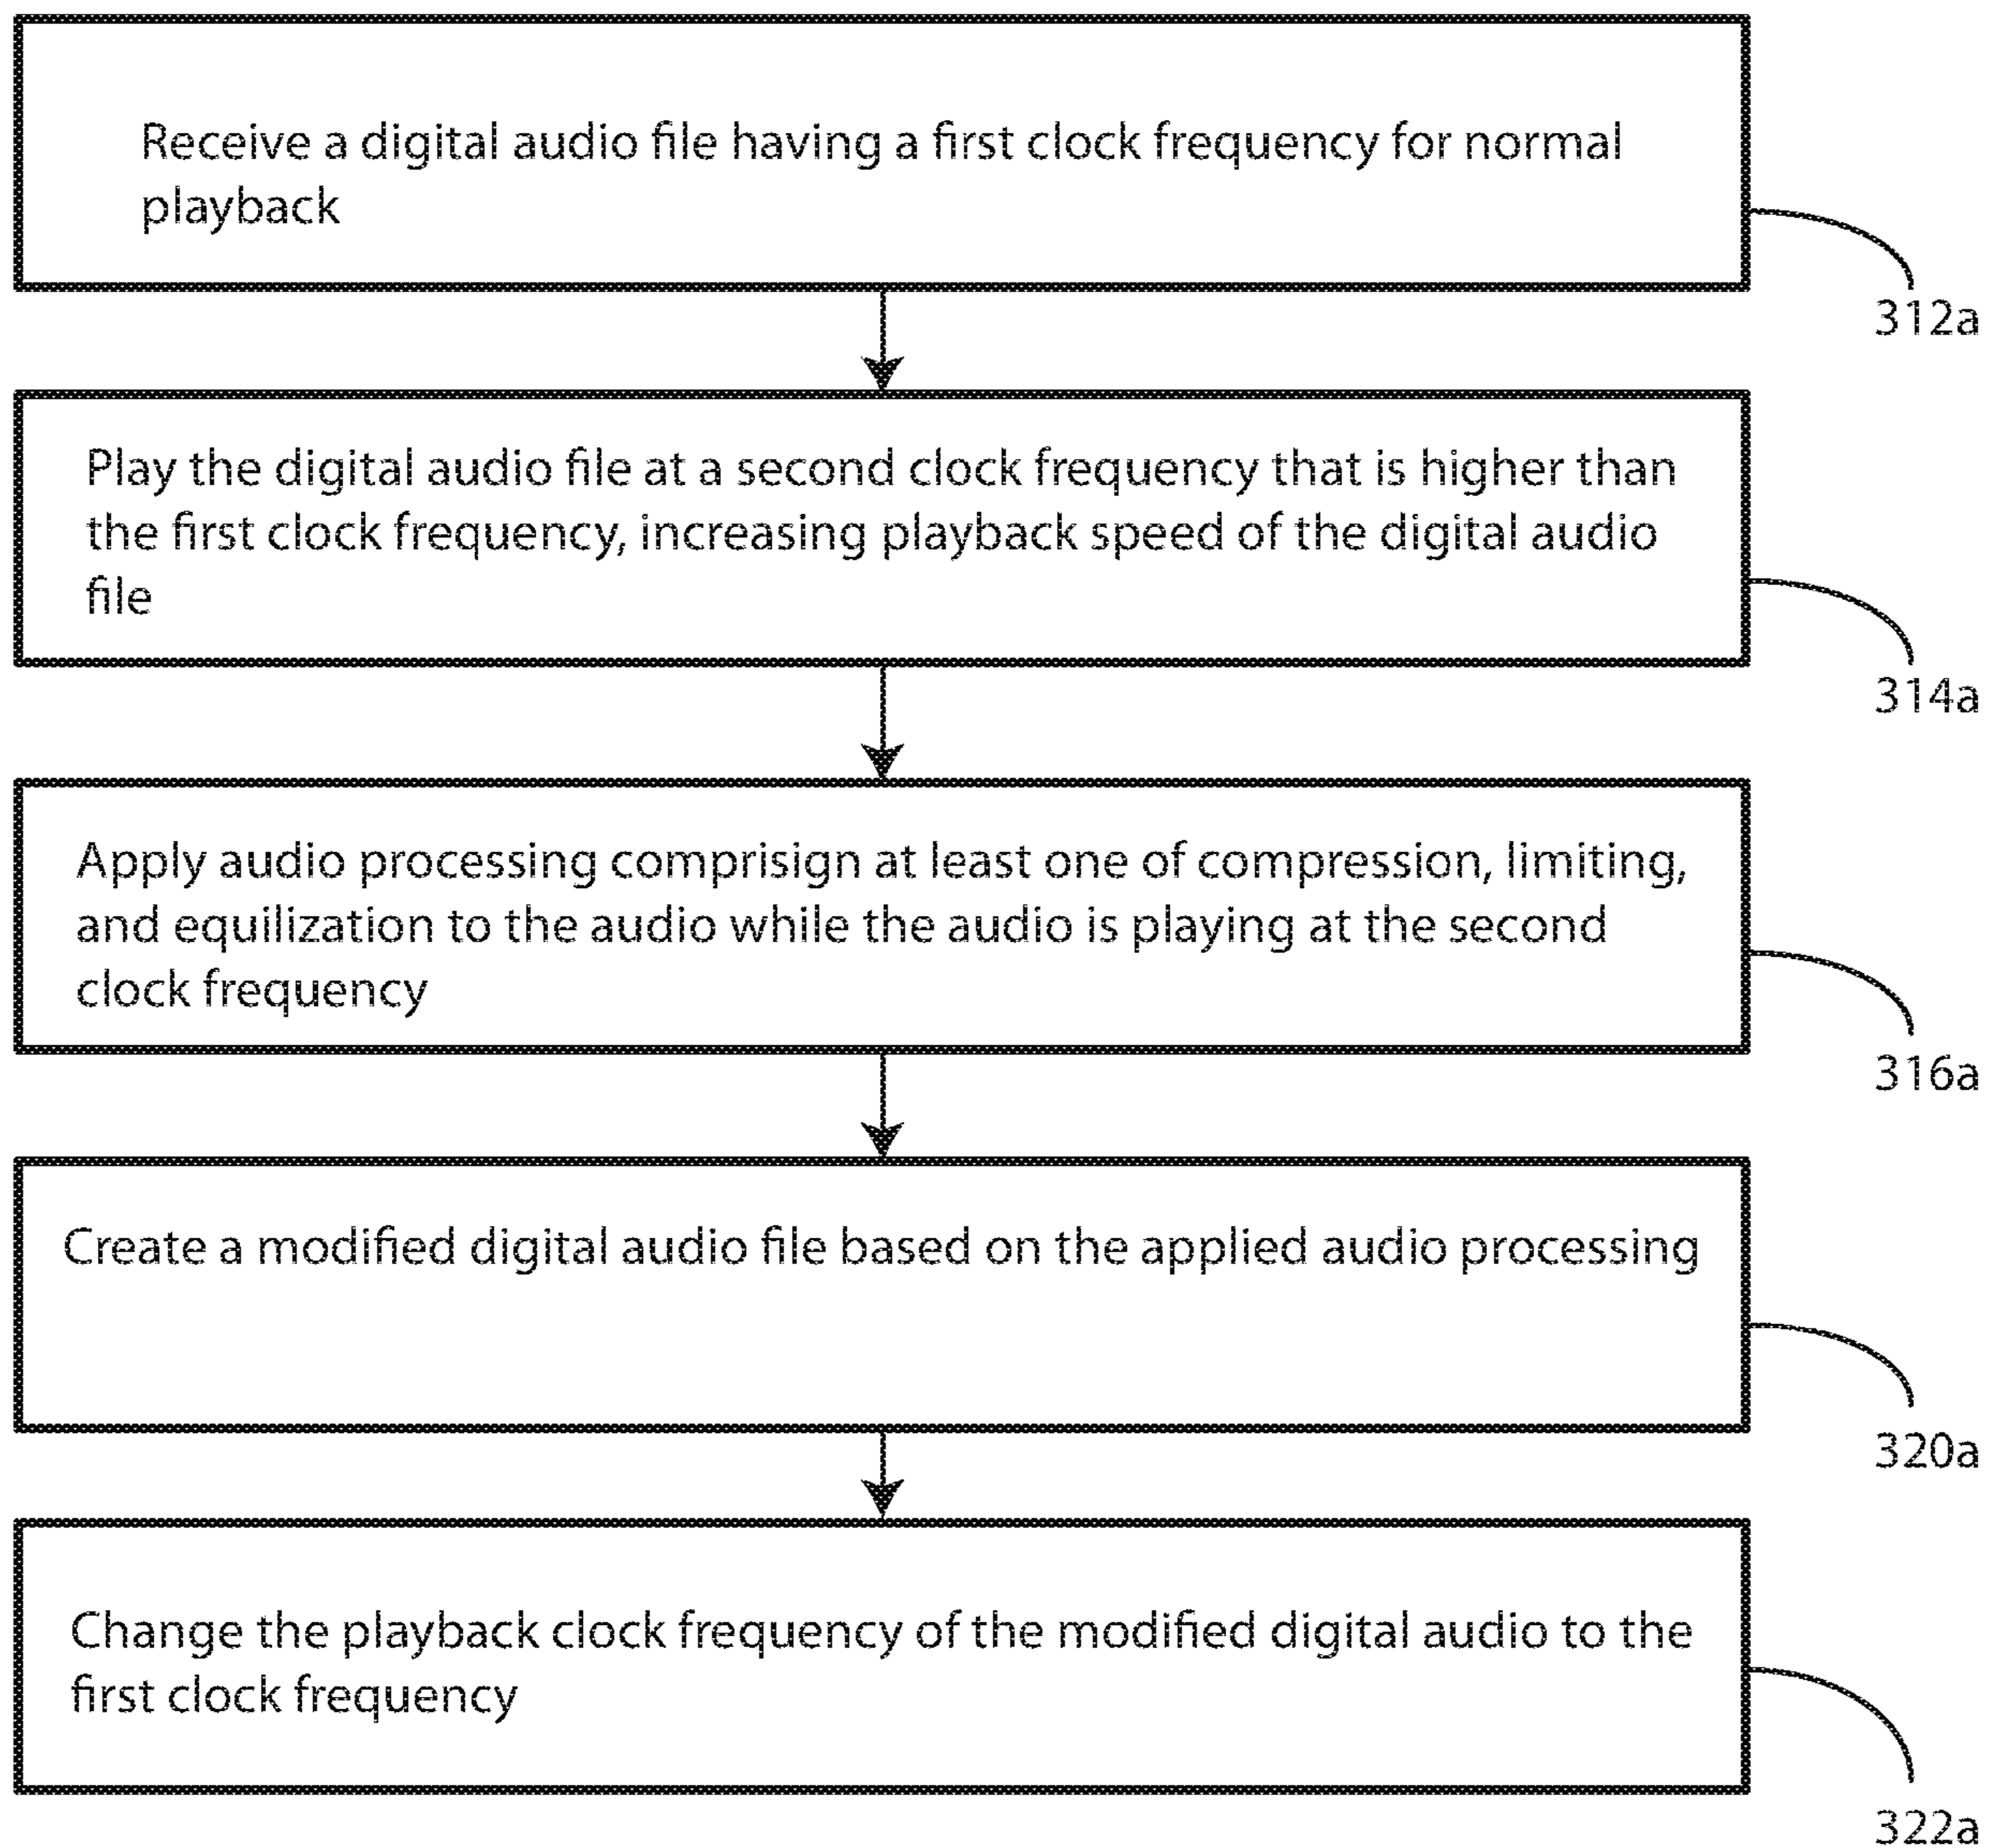 Receive a digital audio file having a first clock frequency for normal
playback
312a
Play the digital audio file at a second clock frequency that is higher than
the first clock frequency, increasing playback speed of the digital audio
file
314a
Apply audio processing comprisign at least one of compression, limiting,
and equilization to the audio while the audio is playing at the second
clock frequency
316a
Create a modified digital audio file based on the applied audio processing
320a
Change the playback clock frequency of the modified digital audio to the
first clock frequency
322a